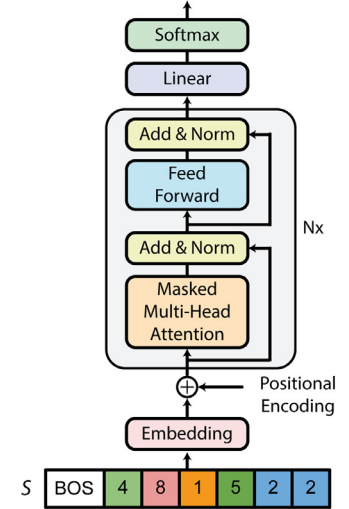 Softmax
Linear
Add & Norm
Feed
Forward
Nx
Add & Norm
Masked
Multi-Head
Attention
Positional
Encoding
Embedding
S BOS 4 8 1 5 2 2